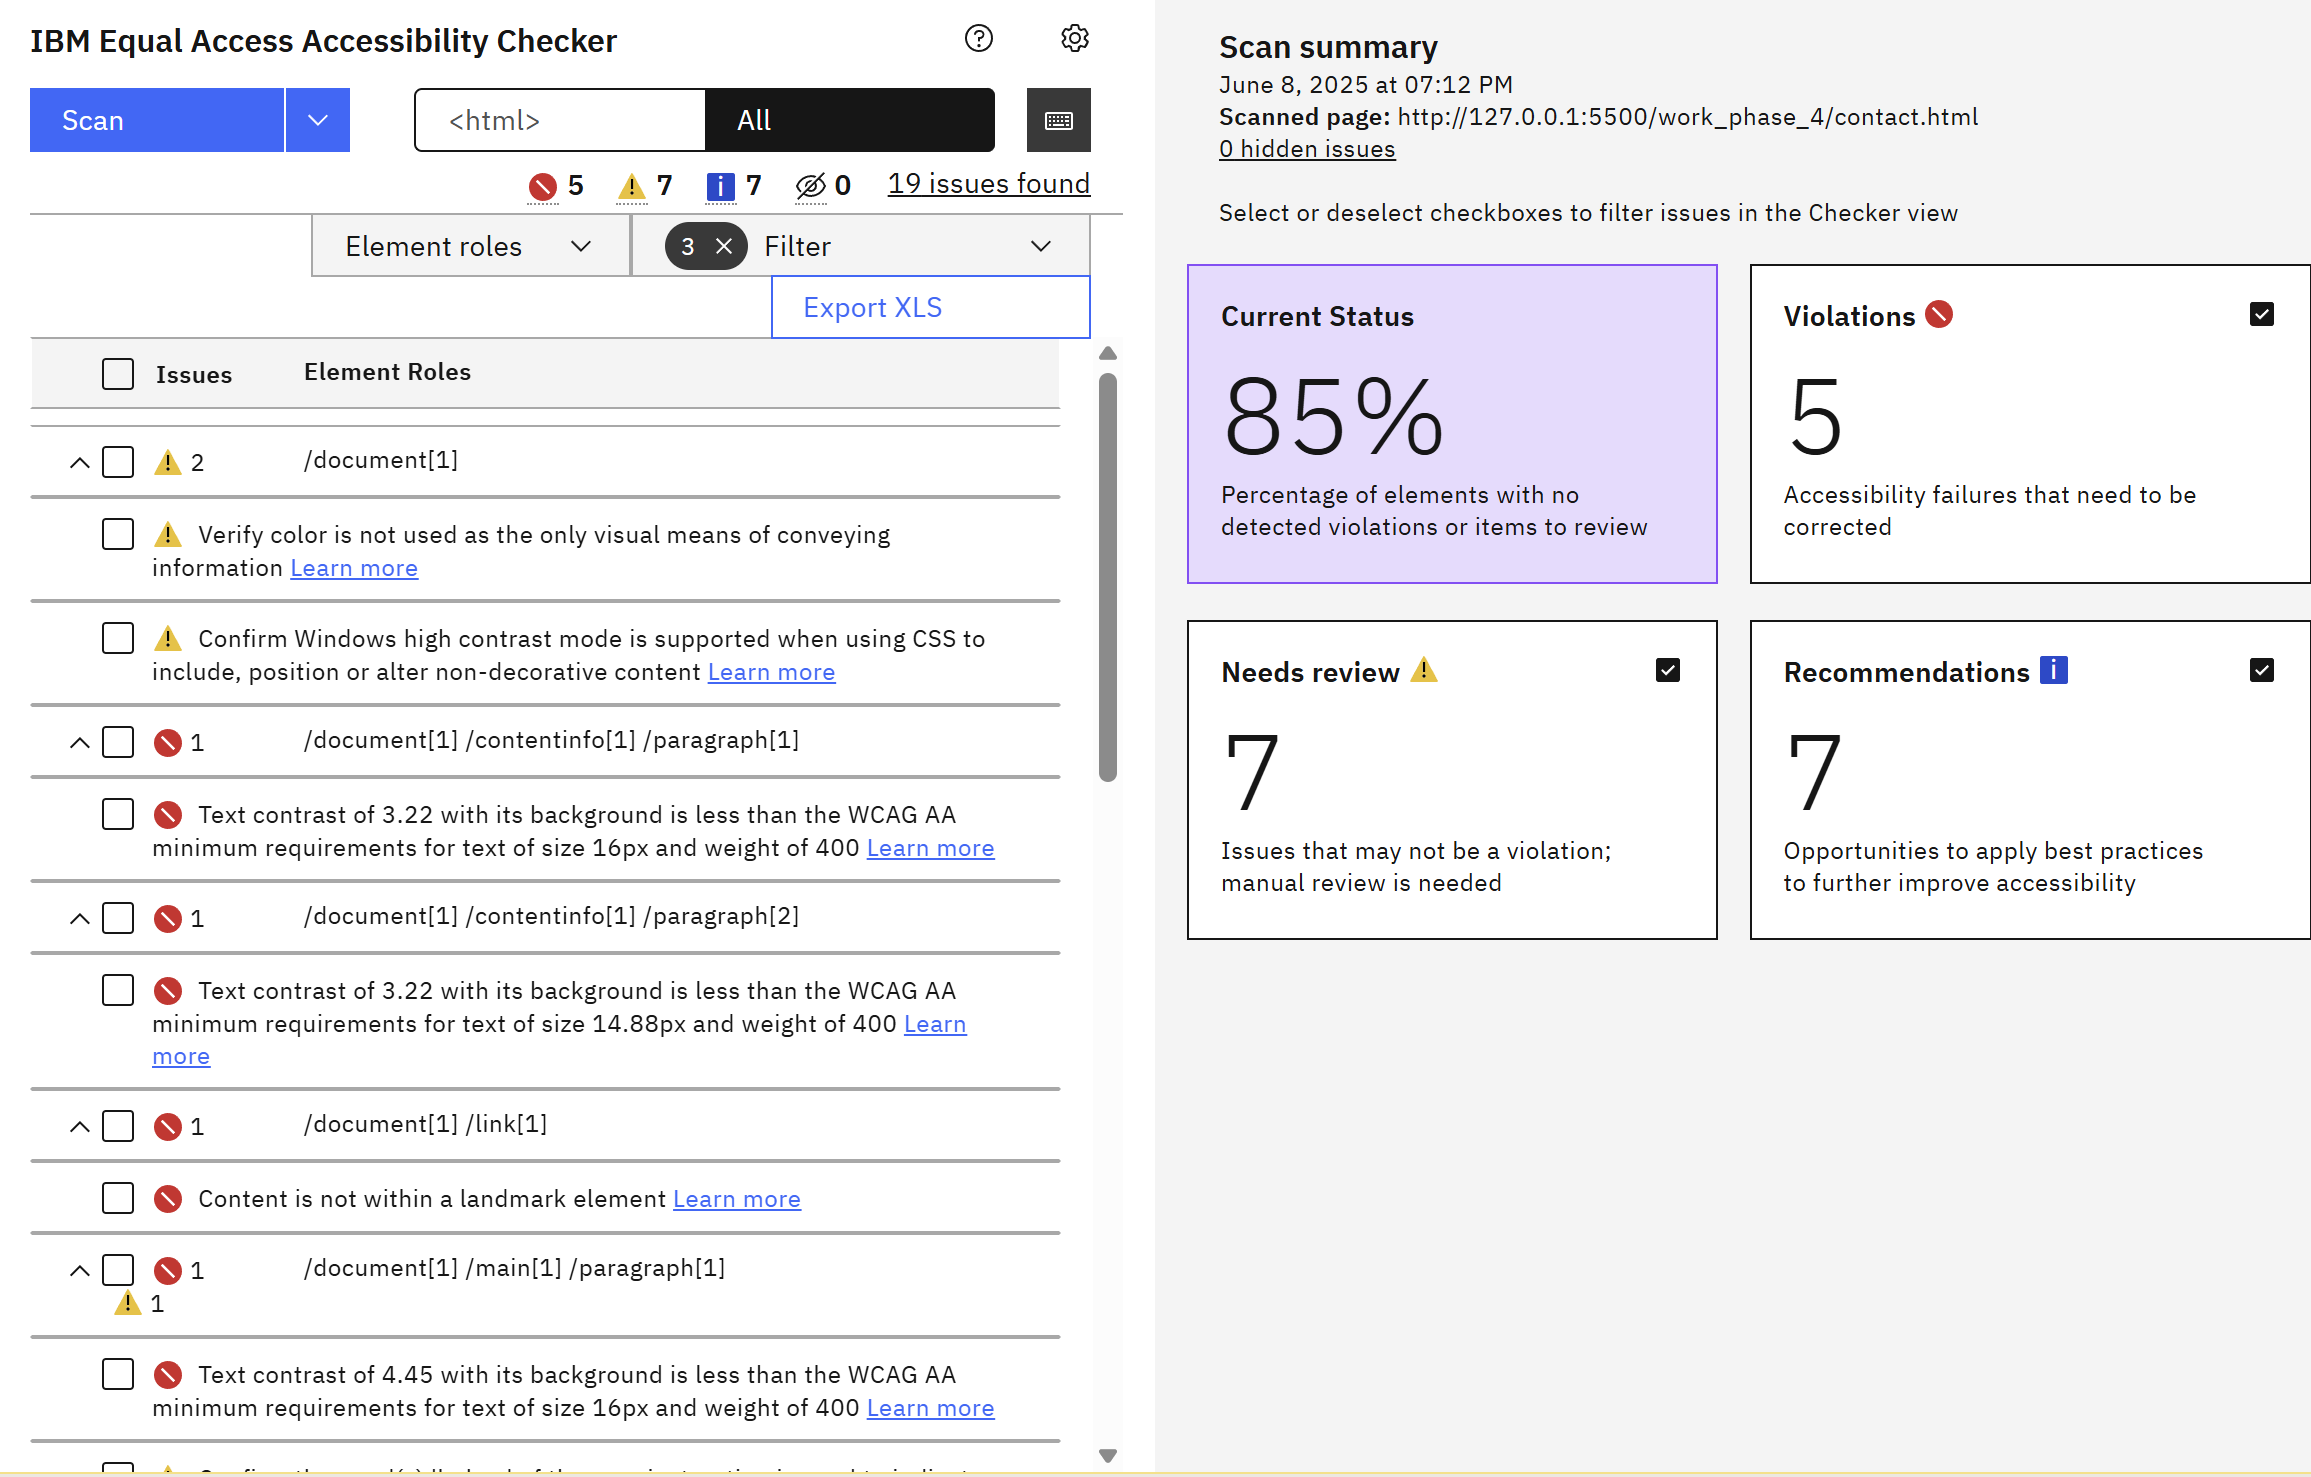 IBM Equal Access Accessibility Checker
Scan
<html>
All
5
7
i 7
0
19 issues found
Element roles
3
Filter
Export XLS
Issues
Element Roles
2
/document[1]
Verify color is not used as the only visual means of conveying
information Learn more
Confirm Windows high contrast mode is supported when using CSS to
include, position or alter non-decorative content Learn more
1
/document[1] /contentinfo[1] /paragraph[1]
Text contrast of 3.22 with its background is less than the WCAG AA
minimum requirements for text of size 16px and weight of 400 Learn more
1
/document[1] /contentinfo[1] /paragraph[2]
Text contrast of 3.22 with its background is less than the WCAG AA
minimum requirements for text of size 14.88px and weight of 400 Learn
more
1
/document[1] /link[1]
Content is not within a landmark element Learn more
1
/document[1] /main[1] /paragraph[1]
1
Text contrast of 4.45 with its background is less than the WCAG AA
minimum requirements for text of size 16px and weight of 400 Learn more
Scan summary
June 8, 2025 at 07:12 PM
Scanned page: http://127.0.0.1:5500/work_phase_4/contact.html
0 hidden issues
Select or deselect checkboxes to filter issues in the Checker view
Current Status
85%
Percentage of elements with no
detected violations or items to review
Violations
5
Accessibility failures that need to be
corrected
Needs review
7
Issues that may not be a violation;
manual review is needed
Recommendations i
7
Opportunities to apply best practices
to further improve accessibility